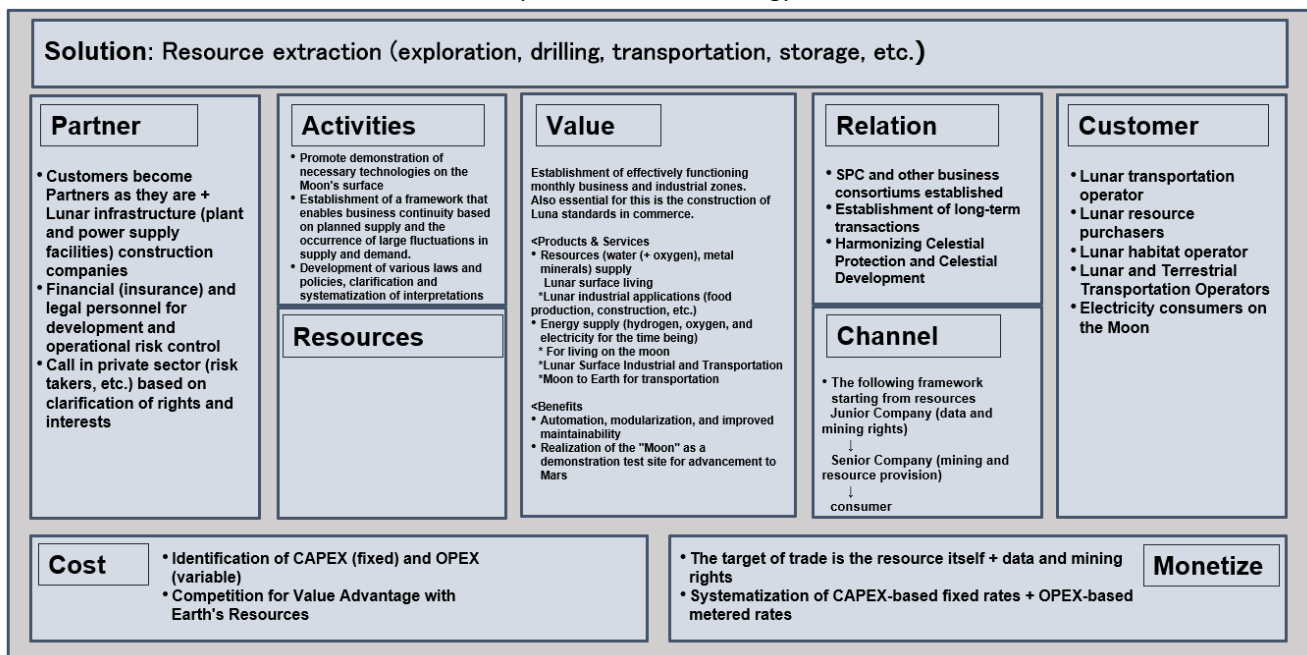 Solution: Resource extraction (exploration, drilling, transportation, storage, etc.)
Partner
• Customers become
Partners as they are +
Lunar infrastructure (plant
and power supply
facilities) construction
companies
• Financial (insurance) and
legal personnel for
development and
operational risk control
• Call in private sector (risk
takers, etc.) based on
clarification of rights and
interests
Activities
• Promote demonstration of
necessary technologies on the
Moon's surface
• Establishment of a framework that
enables business continuity based
on planned supply and the
occurrence of large fluctuations in
supply and demand.
• Development of various laws and
policies, clarification and
systematization of interpretations
Resources
Value
Establishment of effectively functioning
monthly business and industrial zones.
Also essential for this is the construction of
Luna standards in commerce.
<Products & Services
• Resources (water (+ oxygen), metal
minerals) supply
Lunar surface living
*Lunar industrial applications (food
production, construction, etc.)
• Energy supply (hydrogen, oxygen, and
electricity for the time being)
* For living on the moon
*Lunar Surface Industrial and Transportation
*Moon to Earth for transportation
<Benefits
• Automation, modularization, and improved
maintainability
• Realization of the "Moon" as a
demonstration test site for advancement to
Mars
Relation
• SPC and other business
consortiums established
• Establishment of long-term
transactions
• Harmonizing Celestial
Protection and Celestial
Development
Channel
• The following framework
starting from resources
Junior Company (data and
mining rights)
↓
Senior Company (mining and
resource provision)
↓
consumer
Customer
• Lunar transportation
operator
• Lunar resource
purchasers
• Lunar habitat operator
• Lunar and Terrestrial
Transportation Operators
• Electricity consumers on
the Moon
Cost
• Identification of CAPEX (fixed) and OPEX
(variable)
• Competition for Value Advantage with
Earth's Resources
• The target of trade is the resource itself + data and mining
rights
• Systematization of CAPEX-based fixed rates + OPEX-based
metered rates
Monetize